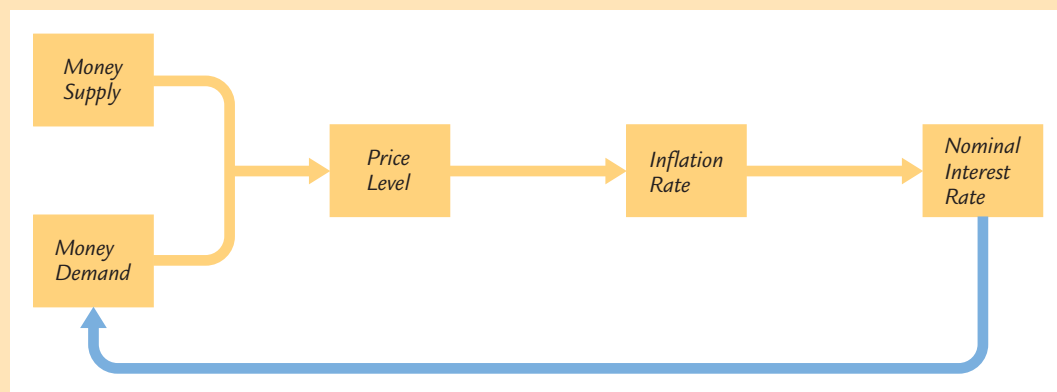 Money
Supply
Price
Level
Inflation
Rate
Nominal
Interest
Rate
Money
Demand